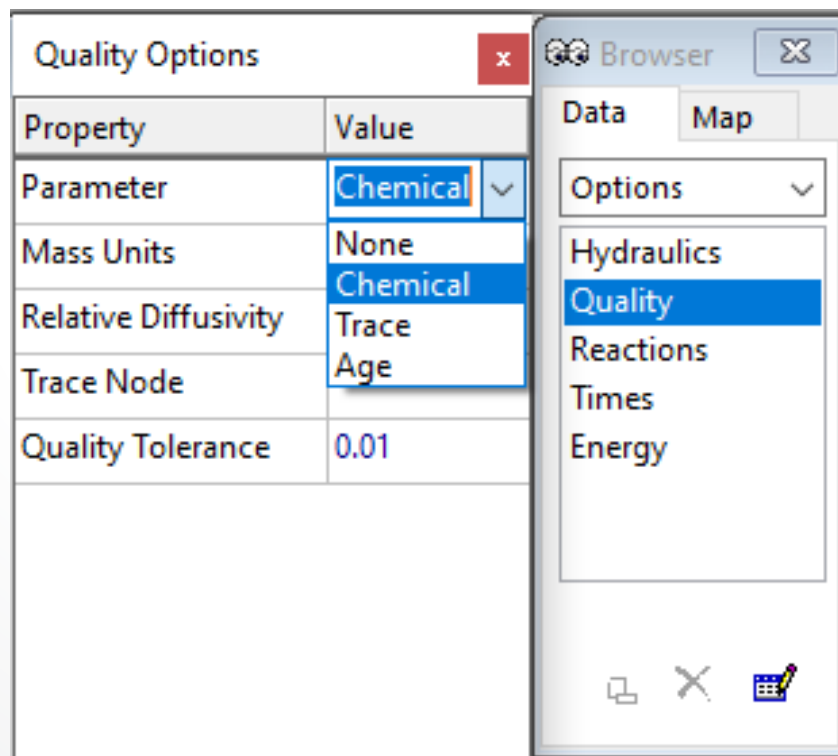 Quality Options
x
Property Value
Parameter Chemical
None
Chemical
Trace
Age
Mass Units
Relative Diffusivity
Trace Node
Quality Tolerance 0.01
Browser
Data Map
Options
Hydraulics
Quality
Reactions
Times
Energy